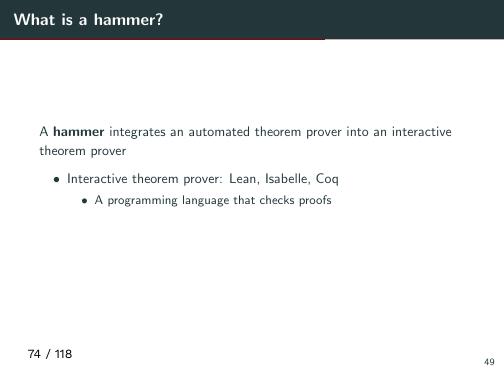 What is a hammer?
A hammer integrates an automated theorem prover into an interactive
theorem prover
• Interactive theorem prover: Lean, Isabelle, Coq
• A programming language that checks proofs
74 / 118
49